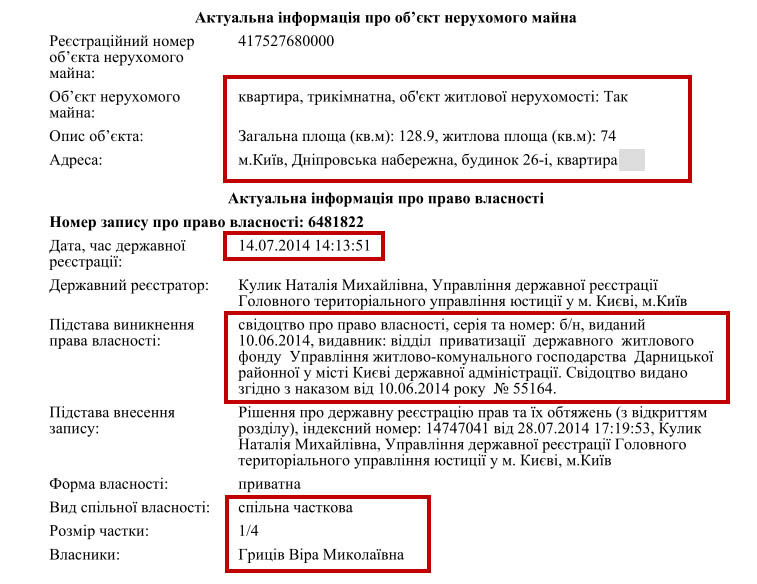 Актуальна інформація про об’єкт нерухомого майна
Реєстраційний номер 417527680000
об’єкта нерухомого
майна:
Об’єкт нерухомого квартира, трикімнатна, об'єкт житлової нерухомості: Так
майна:
Опис об’єкта: Загальна площа (кв.м): 128.9, житлова площа (кв.м): 74
Адреса: м.Київ, Дніпровська набережна, будинок 26-і, квартира
Актуальна інформація про право власності
Номер запису про право власності: 6481822
Дата, час державної 14.07.2014 14:13:51
реєстрації:
Державний реєстратор: Кулик Наталія Михайлівна, Управління державної реєстрації
Головного територіального управління юстиції у м. Києві, м.Київ
Підстава виникнення свідоцтво про право власності, серія та номер: б/н, виданий
права власності: 10.06.2014, видавник: відділ приватизації державного житлового
фонду Управління житлово-комунального господарства Дарницької
районної у місті Києві державної адміністрації. Свідоцтво видано
згідно з наказом від 10.06.2014 року № 55164.
Підстава внесення Рішення про державну реєстрацію прав та їх обтяжень (з відкриттям
запису: розділу), індексний номер: 14747041 від 28.07.2014 17:19:53, Кулик
Наталія Михайлівна, Управління державної реєстрації Головного
територіального управління юстиції у м. Києві, м.Київ
Форма власності: приватна
Вид спільної власності: спільна часткова
Розмір частки: 1/4
Власники: Гриців Віра Миколаївна